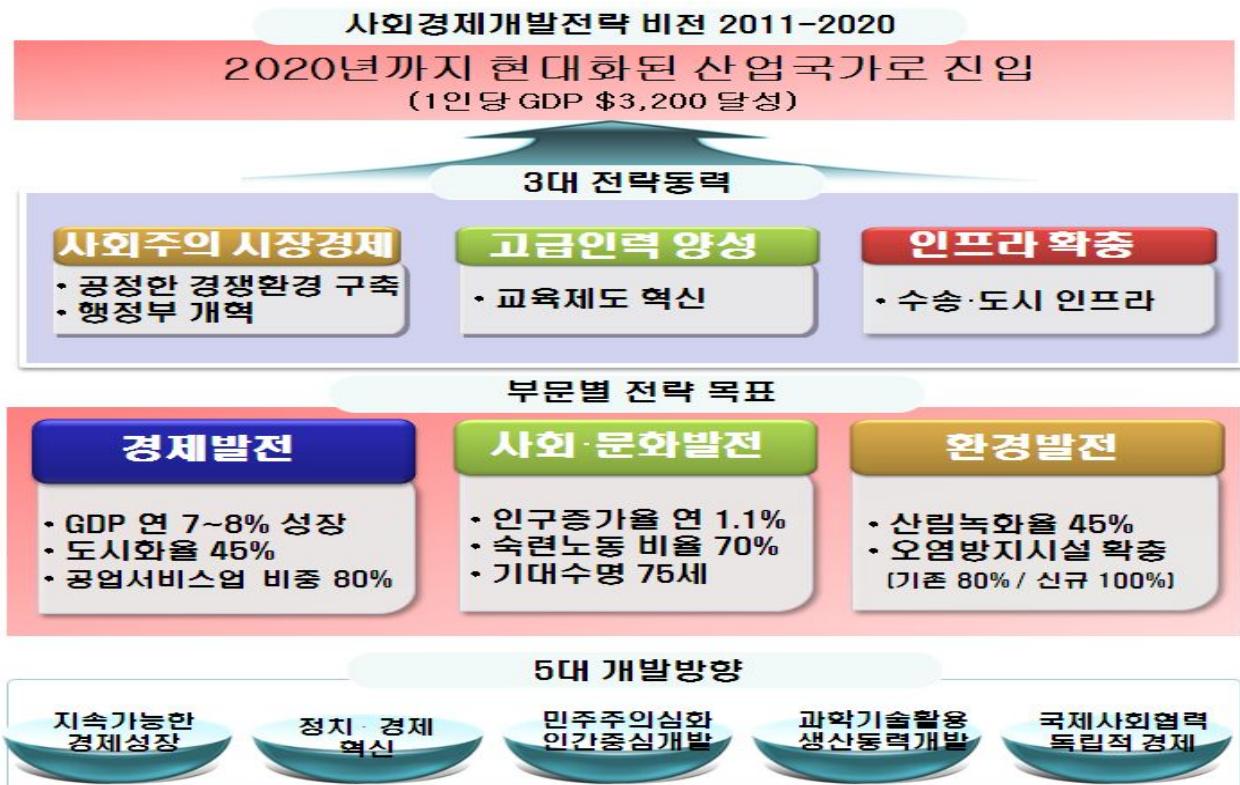 사회경제개발전략 비전 2011-2020
2020년까지 현대화된 산업국가로 진입
(1인당 GDP $3,200 달성)
3대 전략동력
사회주의 시장경제
• 공정한 경쟁환경 구축
• 행정부 개혁
고급인력 양성
• 교육제도 혁신
인프라 확충
• 수송·도시 인프라
부문별 전략 목표
경제발전
• GDP 연 7~8% 성장
• 도시화율 45%
• 공업서비스업 비중 80%
사회·문화발전
• 인구증가율 연 1.1%
• 숙련노동 비율 70%
• 기대수명 75세
환경발전
• 산림녹화율 45%
• 오염방지시설 확충
(기존 80% / 신규 100%)
5대 개발방향
지속가능한
경제성장
정치·경제
혁신
민주주의심화
인간중심개발
과학기술활용
생산동력개발
국제사회협력
독립적 경제